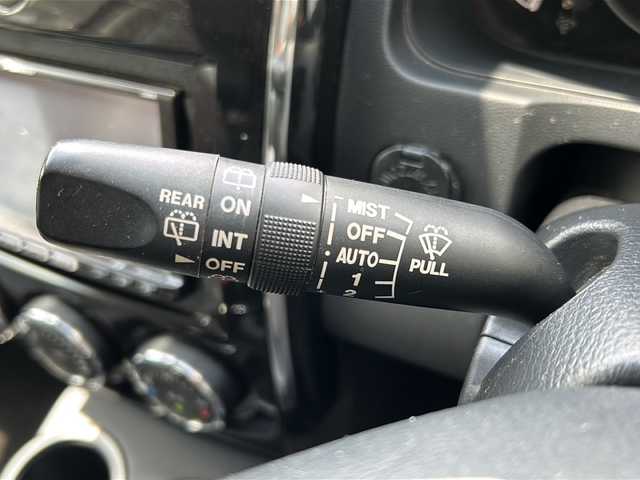 REAR
ON
INT
OFF
MIST
OFF
AUTO
1
2
PULL